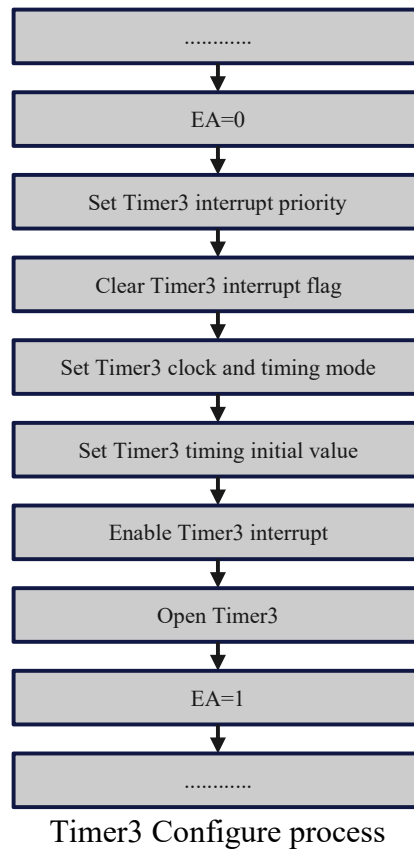 ............
EA=0
Set Timer3 interrupt priority
Clear Timer3 interrupt flag
Set Timer3 clock and timing mode
Set Timer3 timing initial value
Enable Timer3 interrupt
Open Timer3
EA=1
............
Timer3 Configure process